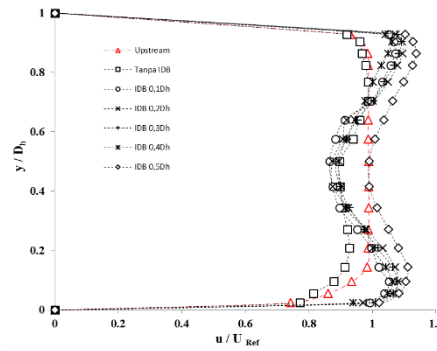 1
0.8
0.6
0.4
0.2
0
y / Dh
Upstream
Tanpa IDB
IDB 0,1Dh
IDB 0,2Dh
IDB 0,3Dh
IDB 0,4Dh
IDB 0,5Dh
0 0.2 0.4 0.6 0.8 1 1.
u / U Ref